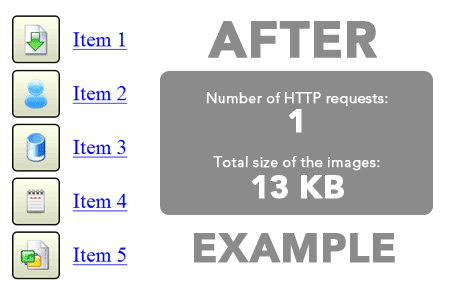 Item 1
Item 2
Item 3
Item 4
Item 5
AFTER
Number of HTTP requests:
1
Total size of the images:
13 KB
EXAMPLE